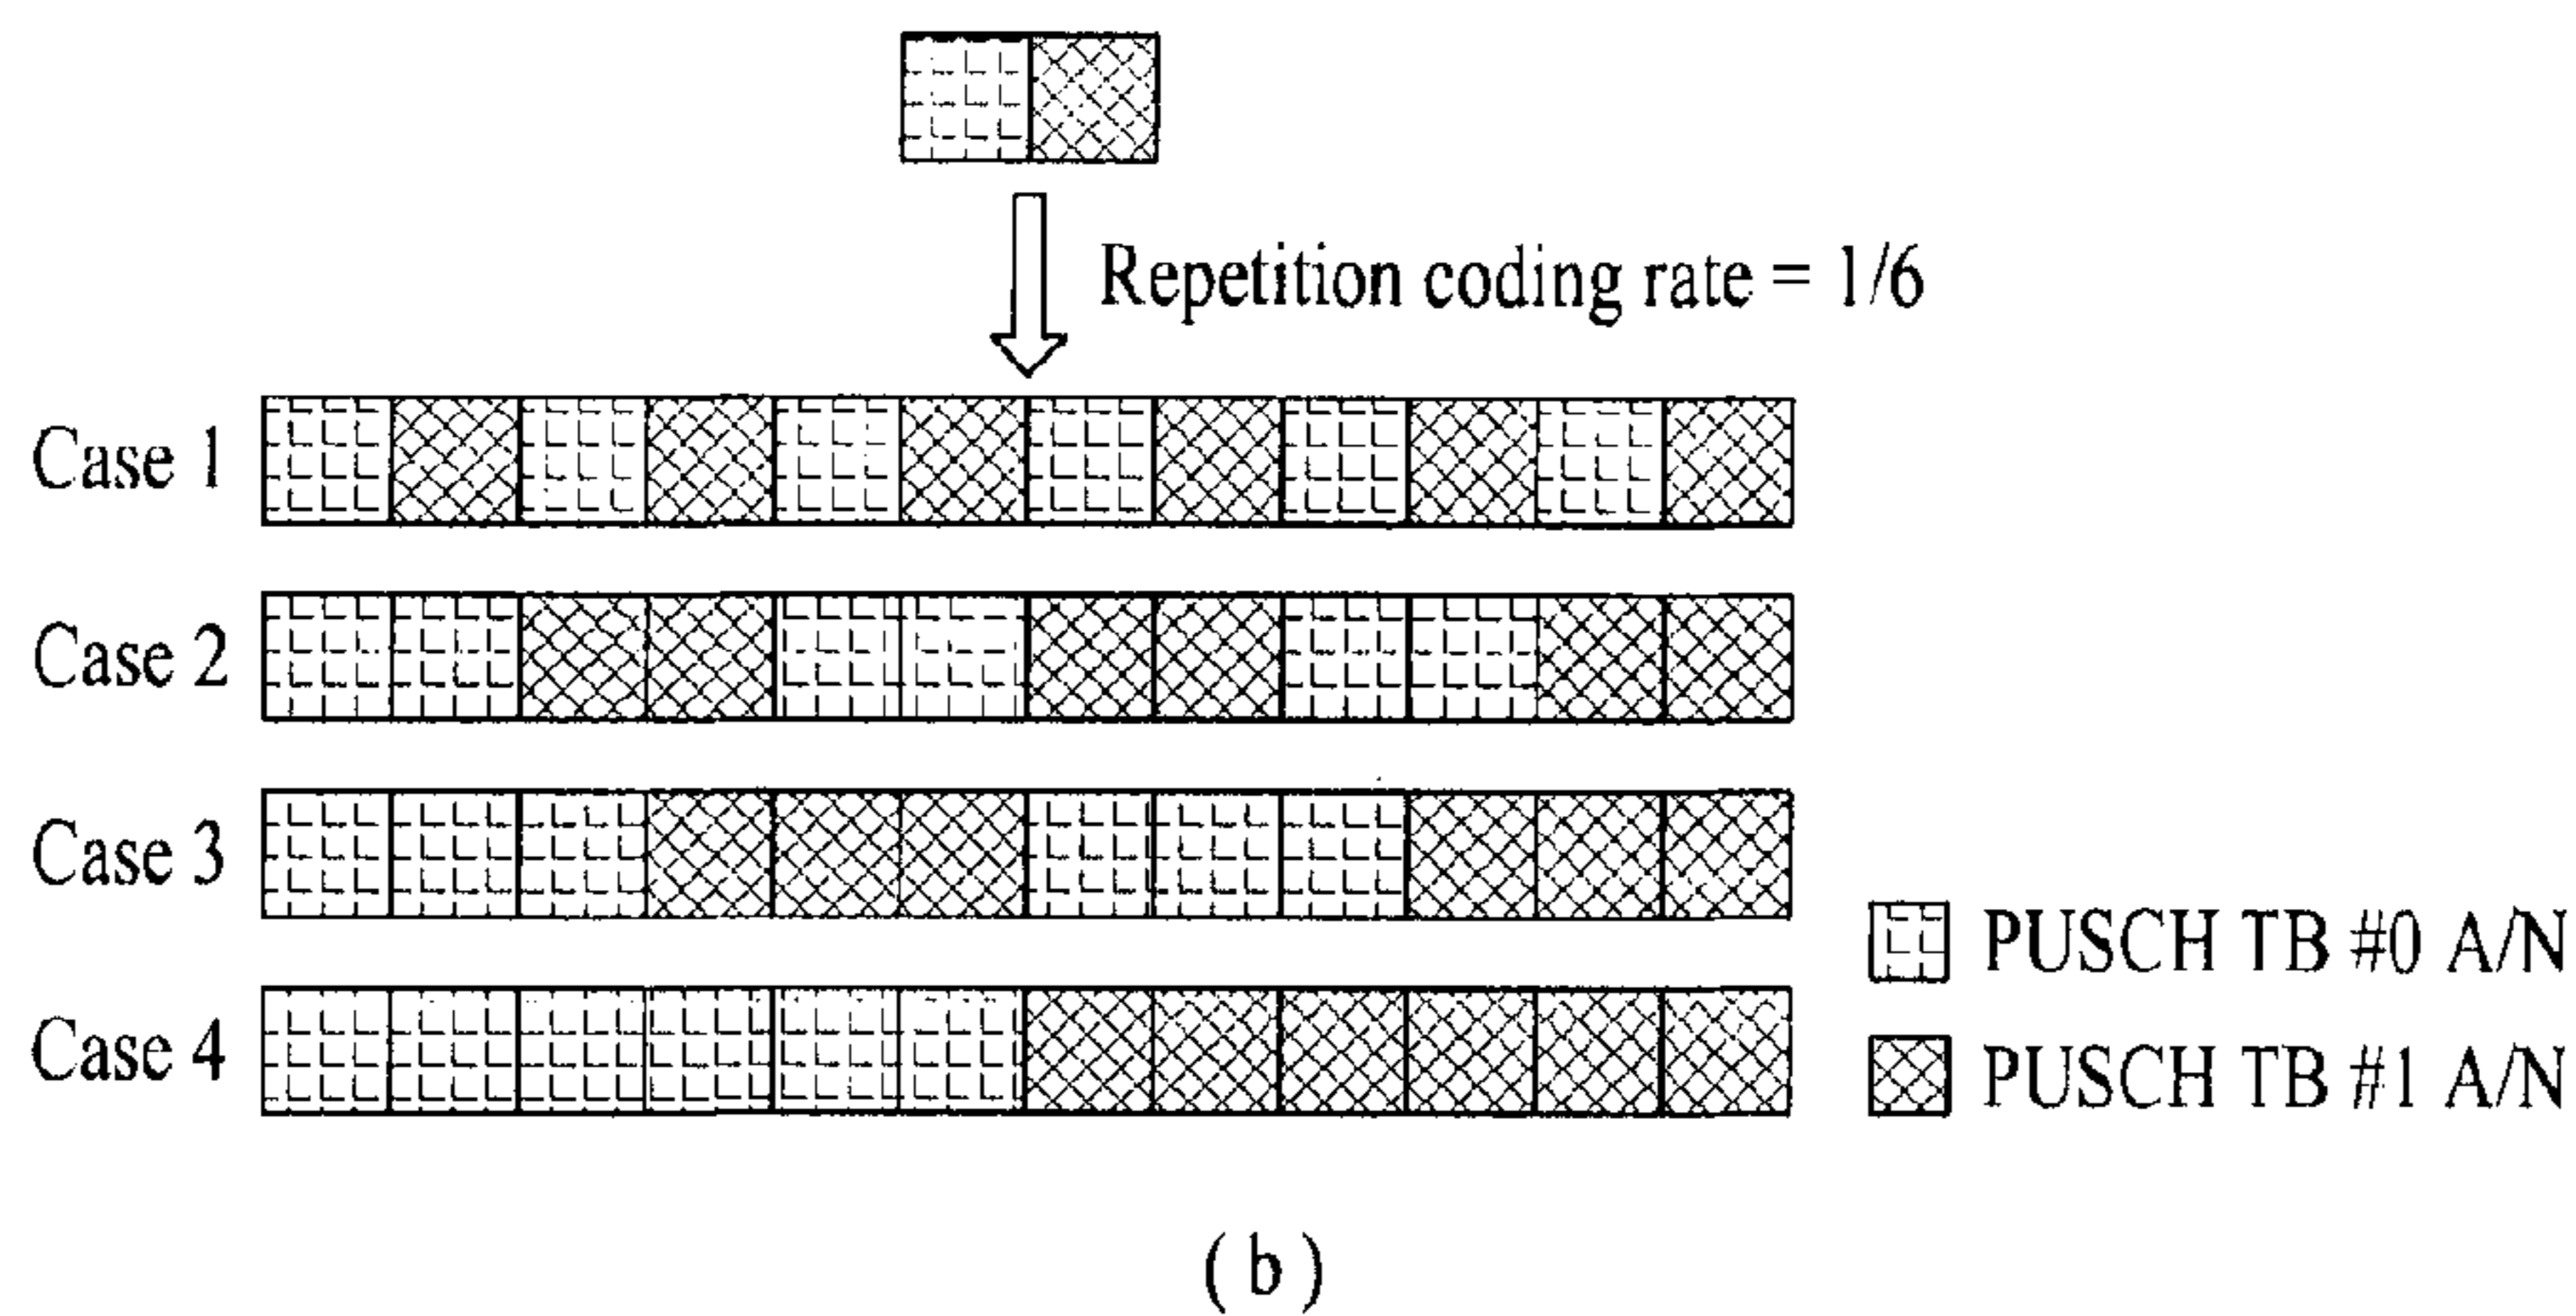 Repetition coding rate = 1/6
Case 1
Case 2
Case 3
PUSCH TB #0 A/N
Case 4
PUSCH TB #1 A/N
( b )